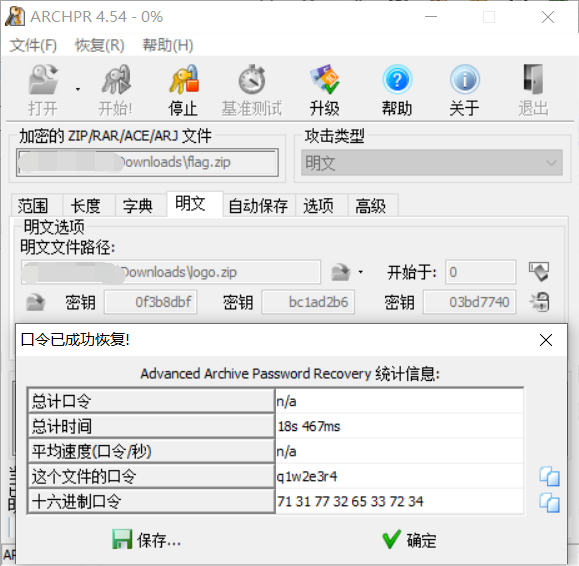 ARCHPR 4.54 - 0%
文件(F) 恢复(R) 帮助(H)
打开 开始! 停止 基准测试 升级 帮助 关于 退出
加密的 ZIP/RAR/ACE/ARJ 文件 攻击类型
Downloads\flag.zip 明文
范围 长度 字典 明文 自动保存 选项 高级
明文选项
明文文件路径:
Downloads\logo.zip 开始于: 0
密钥 0f3b8dbf 密钥 bc1ad2b6 密钥 03bd7740
口令已成功恢复!
Advanced Archive Password Recovery 统计信息:
总计口令 n/a
总计时间 18s 467ms
平均速度(口令/秒) n/a
这个文件的口令 q1w2e3r4
十六进制口令 71 31 77 32 65 33 72 34
保存... 确定